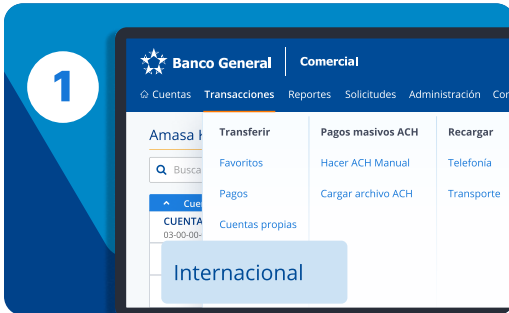 1
Banco General Comercial
Cuentas Transacciones Reportes Solicitudes Administración
Amasa
Transferir Pagos masivos ACH Recargar
Busca
Favoritos Hacer ACH Manual Telefonía
Pagos Cargar archivo ACH Transporte
CUENTA
03-00-00-
Cuentas propias
Internacional